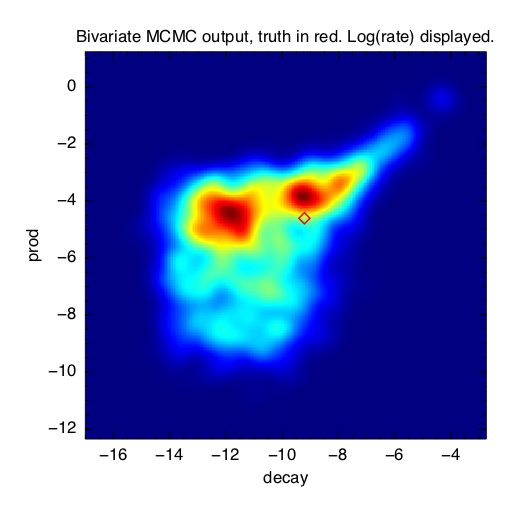 Bivariate MCMC output, truth in red. Log(rate) displayed.
0
−2
−4
prod
−6
−8
−10
−12
−16 −14 −12 −10 −8 −6 −4
decay